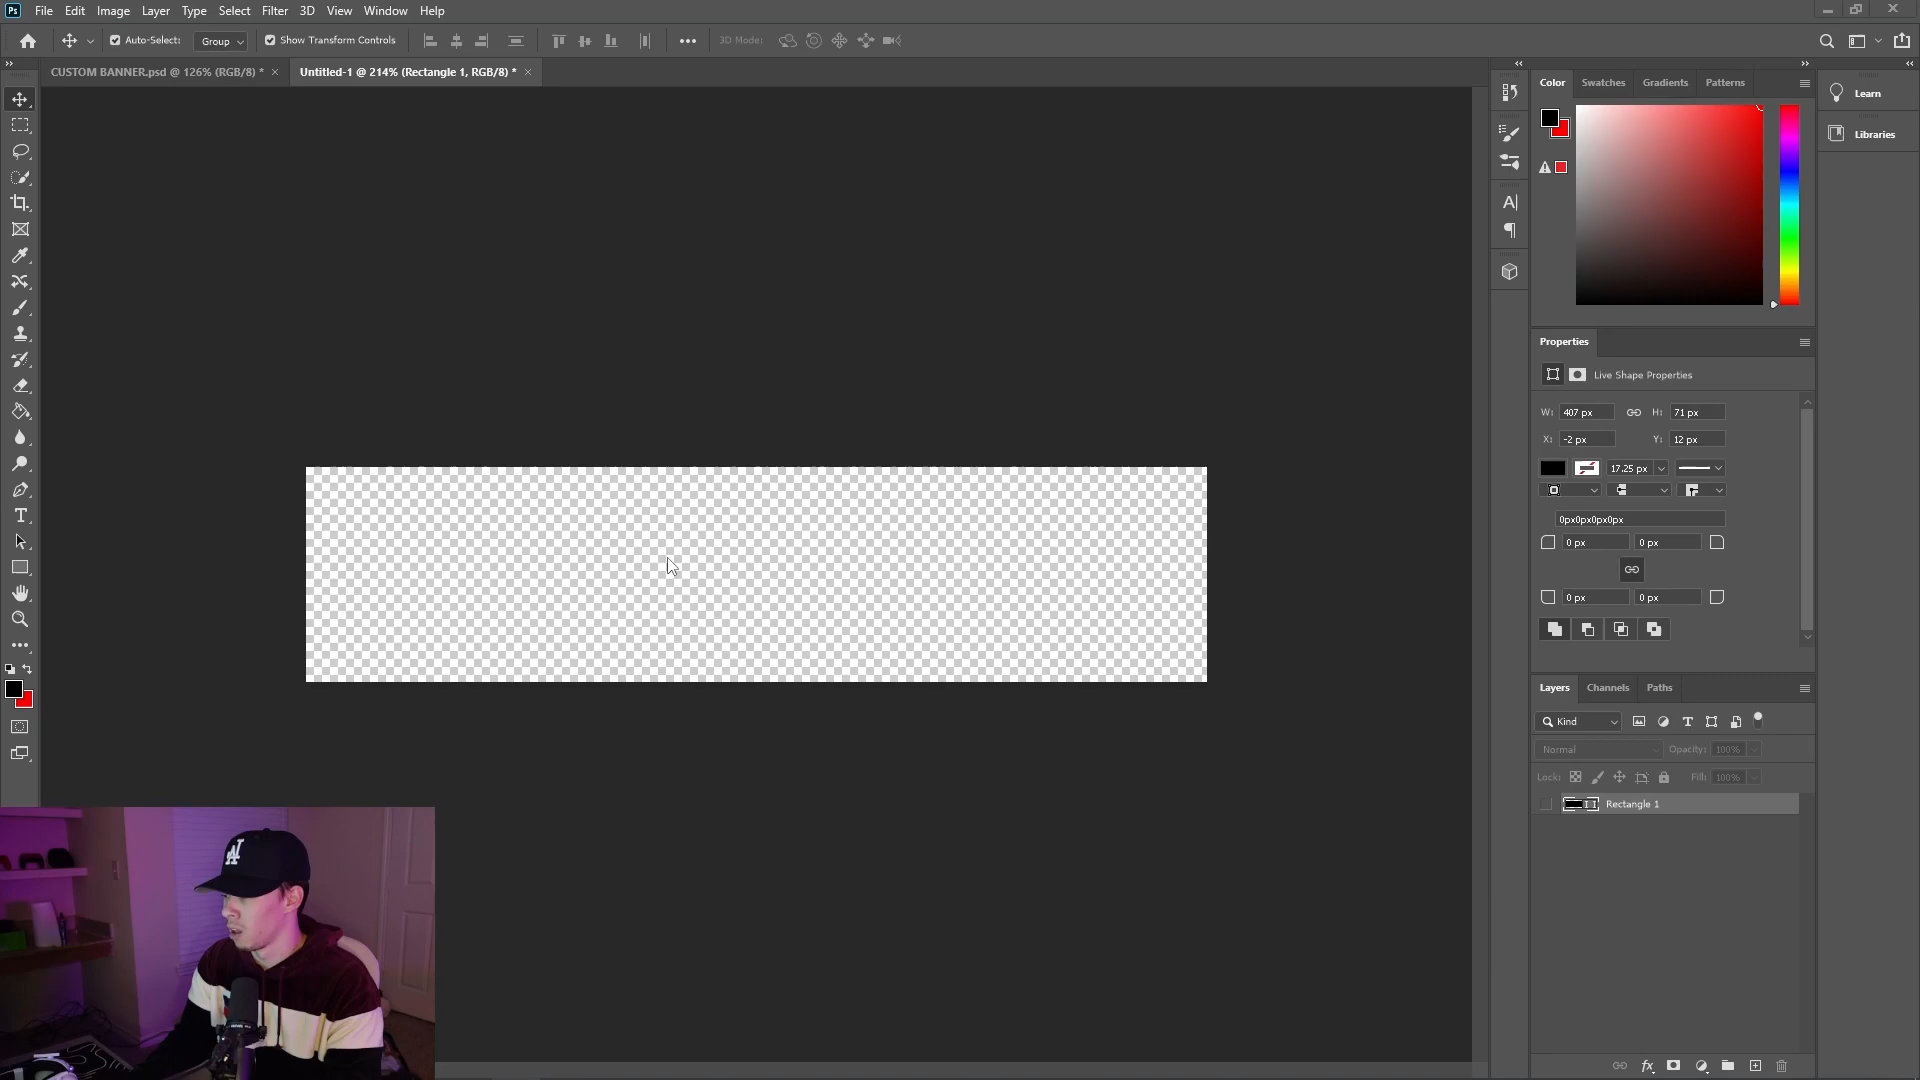 Ps File Edit Image Layer Type Select Filter 3D View Window Help
Auto-Select: Group Show Transform Controls 3D Mode:
CUSTOM BANNER.psd @ 126% (RGB/8) * × Untitled-1 @ 214% (Rectangle 1, RGB/8) * ×
Color Swatches Gradients Patterns
Learn
Libraries
Properties
Live Shape Properties
W: 407 px H: 71 px
X: -2 px Y: 12 px
17.25 px
0px0px0px0px
0 px 0 px
0 px 0 px
Layers Channels Paths
Kind
Normal Opacity: 100%
Lock: Fill: 100%
Rectangle 1
fx